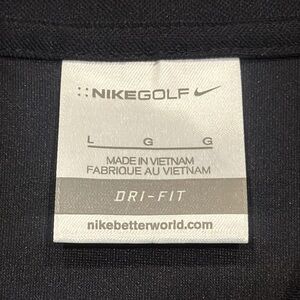 NIKEGOLF
L G G
MADE IN VIETNAM
FABRIQUE AU VIETNAM
DRI-FIT
nikebetterworld.com